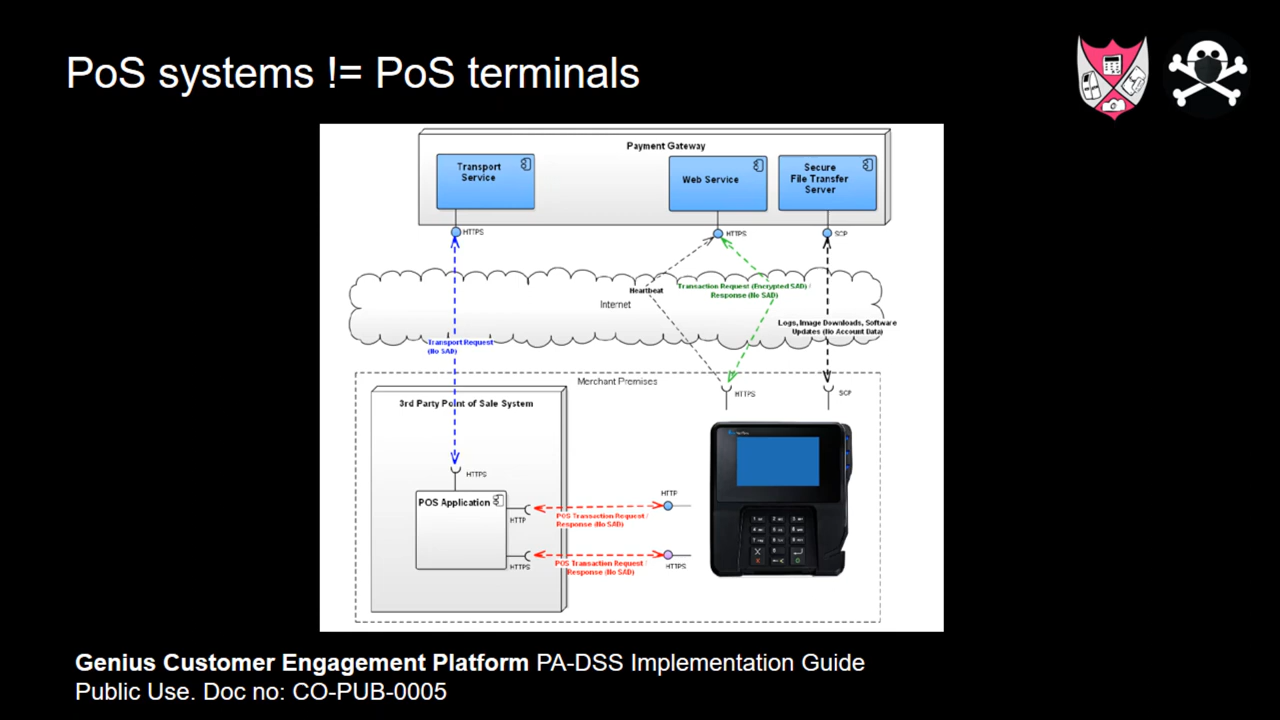 PoS systems != PoS terminals
Payment Gateway
Transport
Service
Web Service
Secure
File Transfer
Server
HTTPS
HTTPS
SCP
Heartbeat
Transaction Request (Encrypted SAD) /
Response (No SAD)
Internet
Logs, Image Downloads, Software
Updates (No Account Data)
Transport Request
(No SAD)
Merchant Premises
HTTPS
SCP
3rd Party Point of Sale System
HTTPS
POS Application
HTTP
HTTP
POS Transaction Request /
Response (No SAD)
HTTPS
HTTPS
POS Transaction Request /
Response (No SAD)
Genius Customer Engagement Platform PA-DSS Implementation Guide
Public Use. Doc no: CO-PUB-0005